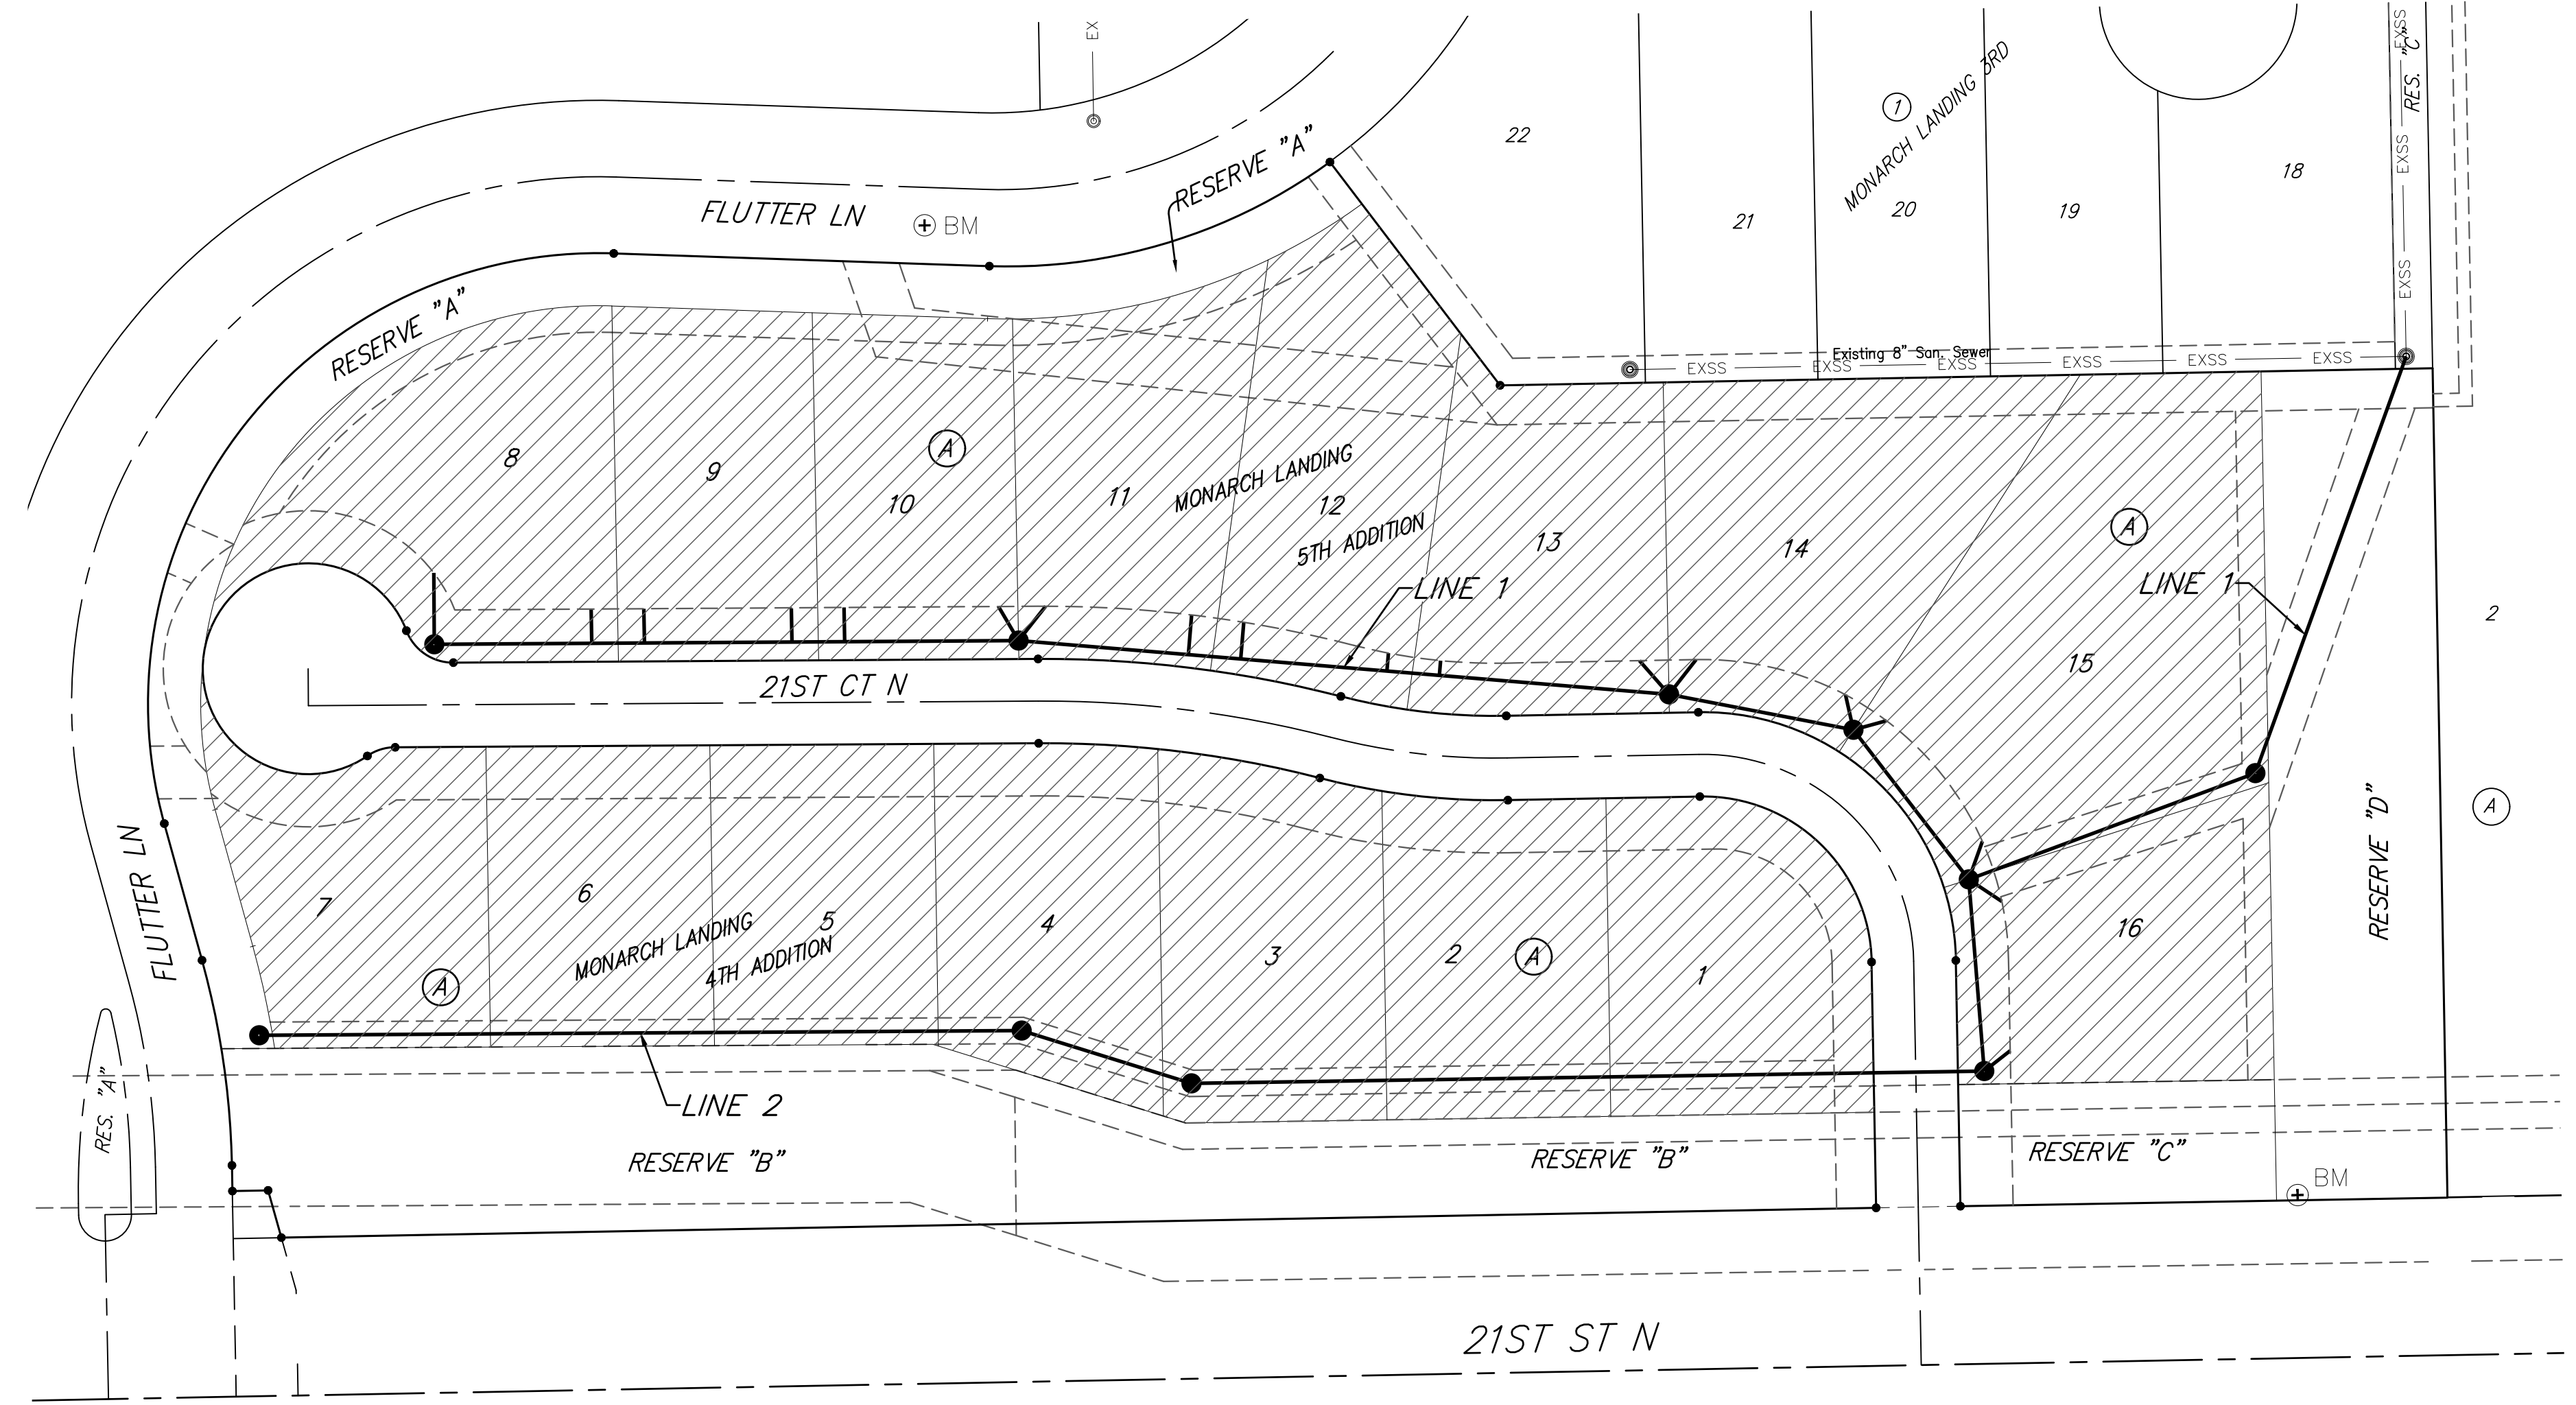 EX
EXSS
RES. "C"
EXSS
EXSS
MONARCH LANDING 3RD
1
22
21
20
19
18
RESERVE "A"
FLUTTER LN
BM
RESERVE "A"
Existing 8" San. Sewer
EXSS
EXSS
EXSS
EXSS
EXSS
EXSS
8
9
A
10
11
MONARCH LANDING
12
5TH ADDITION
13
14
A
15
LINE 1
LINE 1
2
21ST CT N
A
FLUTTER LN
RESERVE "D"
7
6
5
4
3
2
A
1
16
MONARCH LANDING
4TH ADDITION
A
RES. "A"
LINE 2
RESERVE "B"
RESERVE "B"
RESERVE "C"
BM
21ST ST N